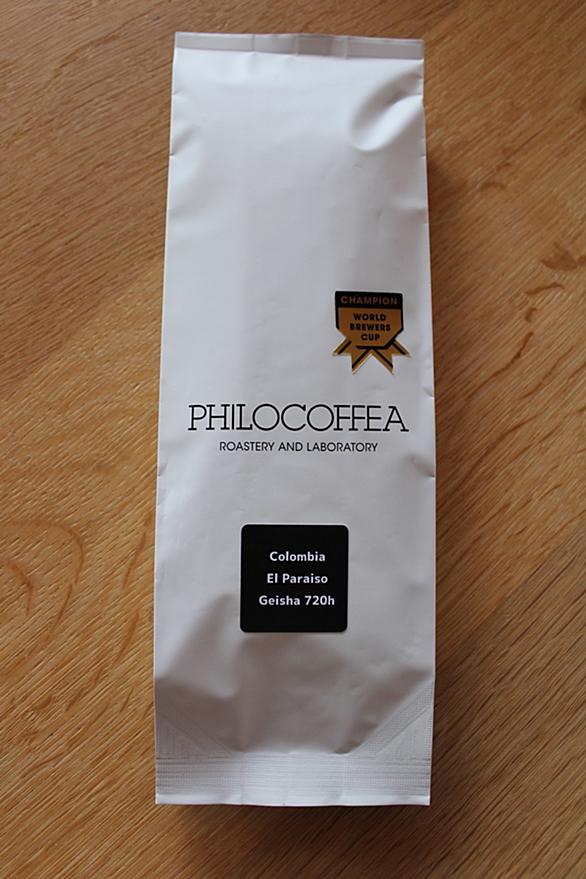 CHAMPION
WORLD
BREWERS
CUP
PHILOCOFFEA
ROASTERY AND LABORATORY
Colombia
El Paraiso
Geisha 720h